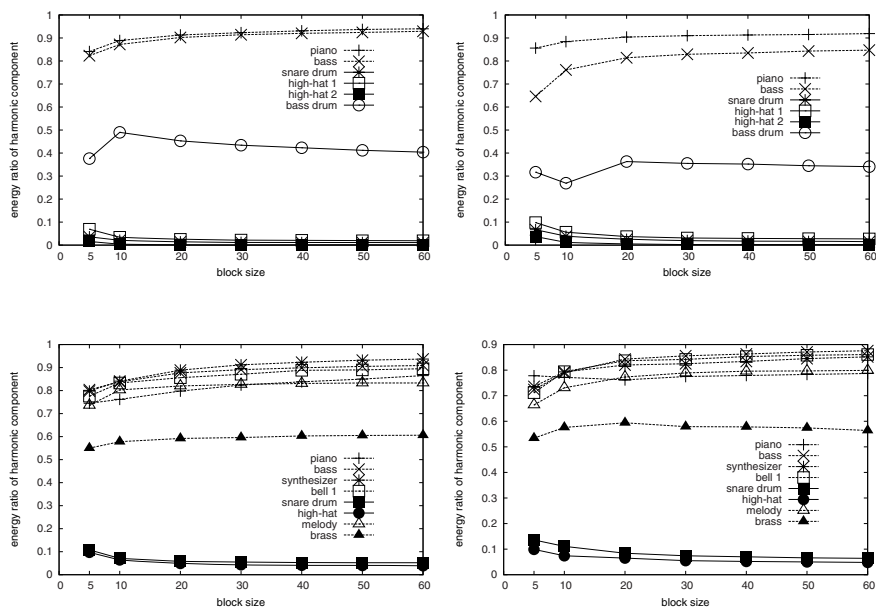 energy ratio of harmonic component
1
0.9
0.8
0.7
0.6
0.5
0.4
0.3
0.2
0.1
0
piano
bass
snare drum
high-hat 1
high-hat 2
bass drum
0 5 10 20 30 40 50 60
block size
energy ratio of harmonic component
1
0.9
0.8
0.7
0.6
0.5
0.4
0.3
0.2
0.1
0
piano
bass
snare drum
high-hat 1
high-hat 2
bass drum
0 5 10 20 30 40 50 60
block size
energy ratio of harmonic component
1
0.9
0.8
0.7
0.6
0.5
0.4
0.3
0.2
0.1
0
piano
bass
synthesizer
bell 1
snare drum
high-hat
melody
brass
0 5 10 20 30 40 50 60
block size
energy ratio of harmonic component
0.9
0.8
0.7
0.6
0.5
0.4
0.3
0.2
0.1
0
piano
bass
synthesizer
bell 1
snare drum
high-hat
melody
brass
0 5 10 20 30 40 50 60
block size